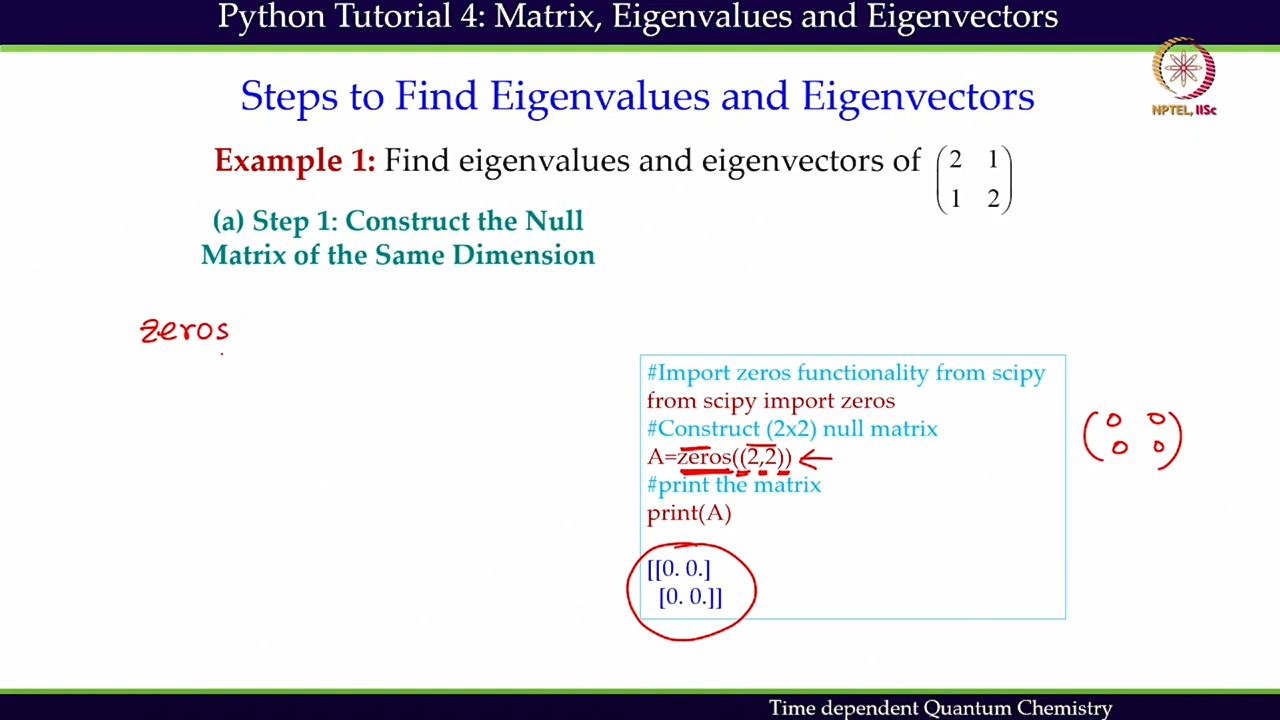 Python Tutorial 4: Matrix, Eigenvalues and Eigenvectors
NPTEL, IISc
Steps to Find Eigenvalues and Eigenvectors
Example 1: Find eigenvalues and eigenvectors of
2 1
1 2
(a) Step 1: Construct the Null
Matrix of the Same Dimension
zeros
#Import zeros functionality from scipy
from scipy import zeros
#Construct (2x2) null matrix
A=zeros((2,2))
#print the matrix
print(A)
[[0. 0.]
[0. 0.]]
0 0
0 0
Time dependent Quantum Chemistry